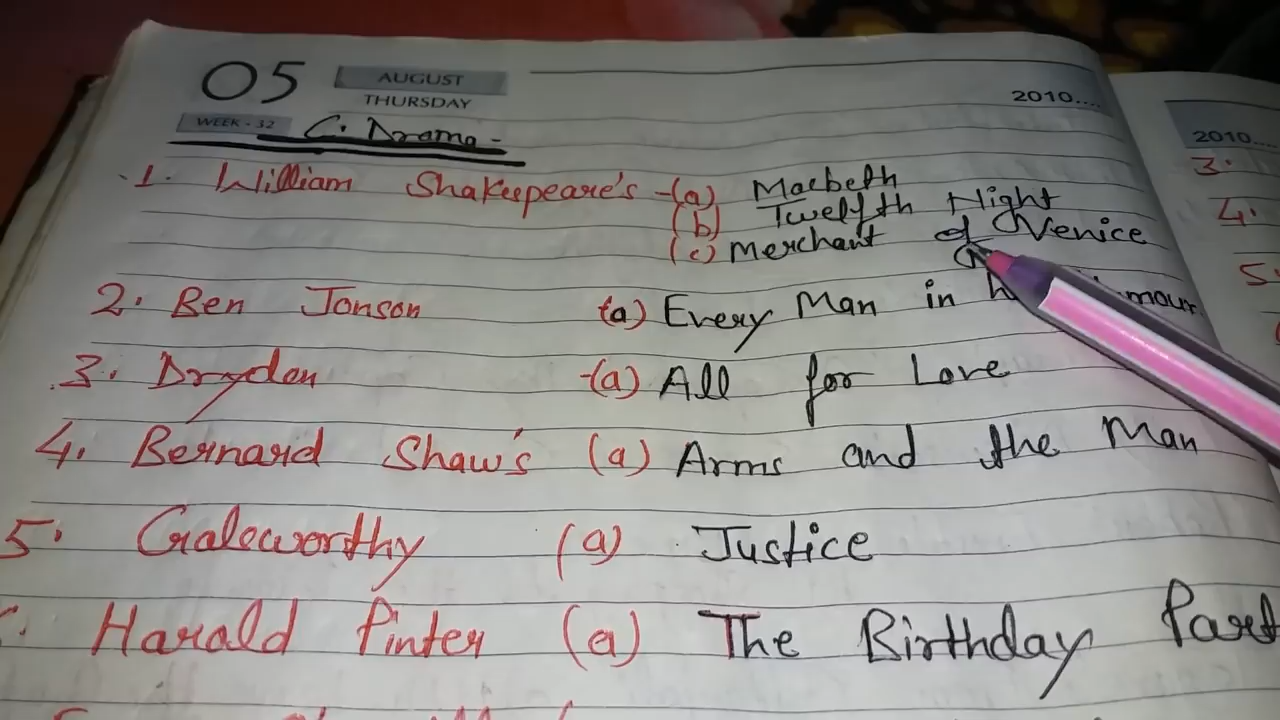 05 AUGUST
THURSDAY
2010....
WEEK - 32
C. Drama -
1. William Shakespeare's -(a) Macbeth
(b) Twelfth Night
(c) Merchant of Venice
2. Ben Jonson (a) Every Man in
3. Dryden -(a) All for Love
4. Bernard Shaw's (a) Arms and the Man
5. Galsworthy (a) Justice
Harald Pinter (a) The Birthday Part
2010....
3.
4.
5.